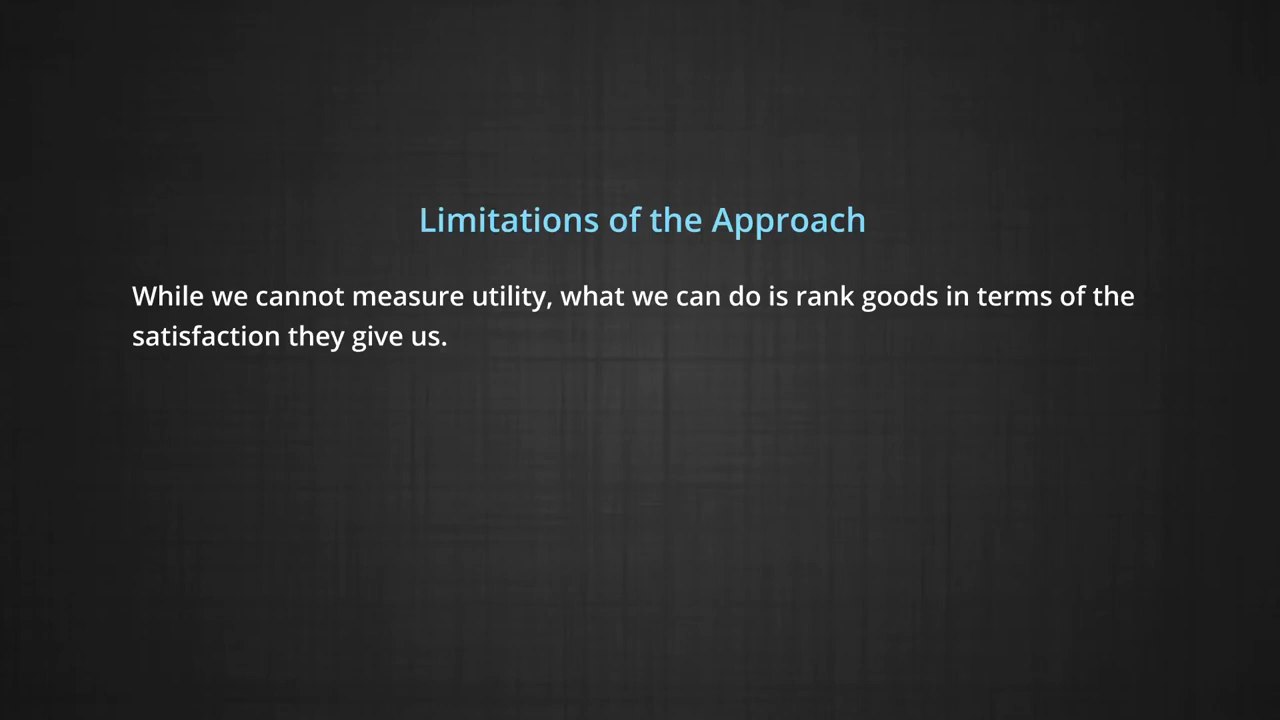 Limitations of the Approach
While we cannot measure utility, what we can do is rank goods in terms of the
satisfaction they give us.